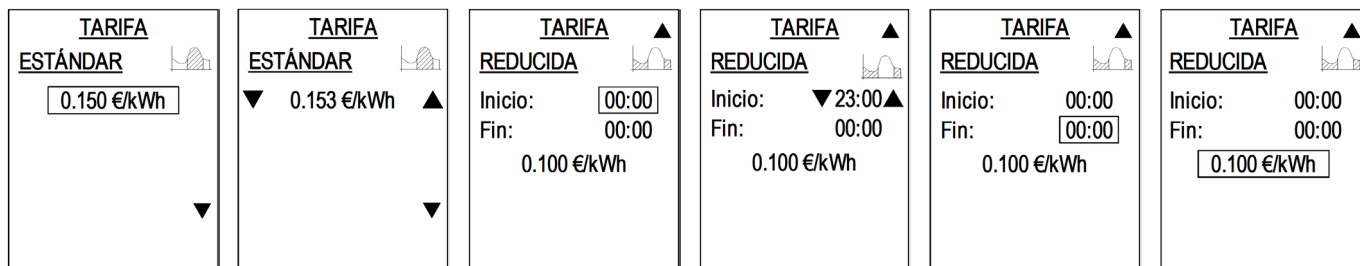 TARIFA
ESTÁNDAR
0.150 €/kWh
TARIFA
ESTÁNDAR
0.153 €/kWh
TARIFA
REDUCIDA
Inicio: 00:00
Fin: 00:00
0.100 €/kWh
TARIFA
REDUCIDA
Inicio: 23:00
Fin: 00:00
0.100 €/kWh
TARIFA
REDUCIDA
Inicio: 00:00
Fin: 00:00
0.100 €/kWh
TARIFA
REDUCIDA
Inicio: 00:00
Fin: 00:00
0.100 €/kWh